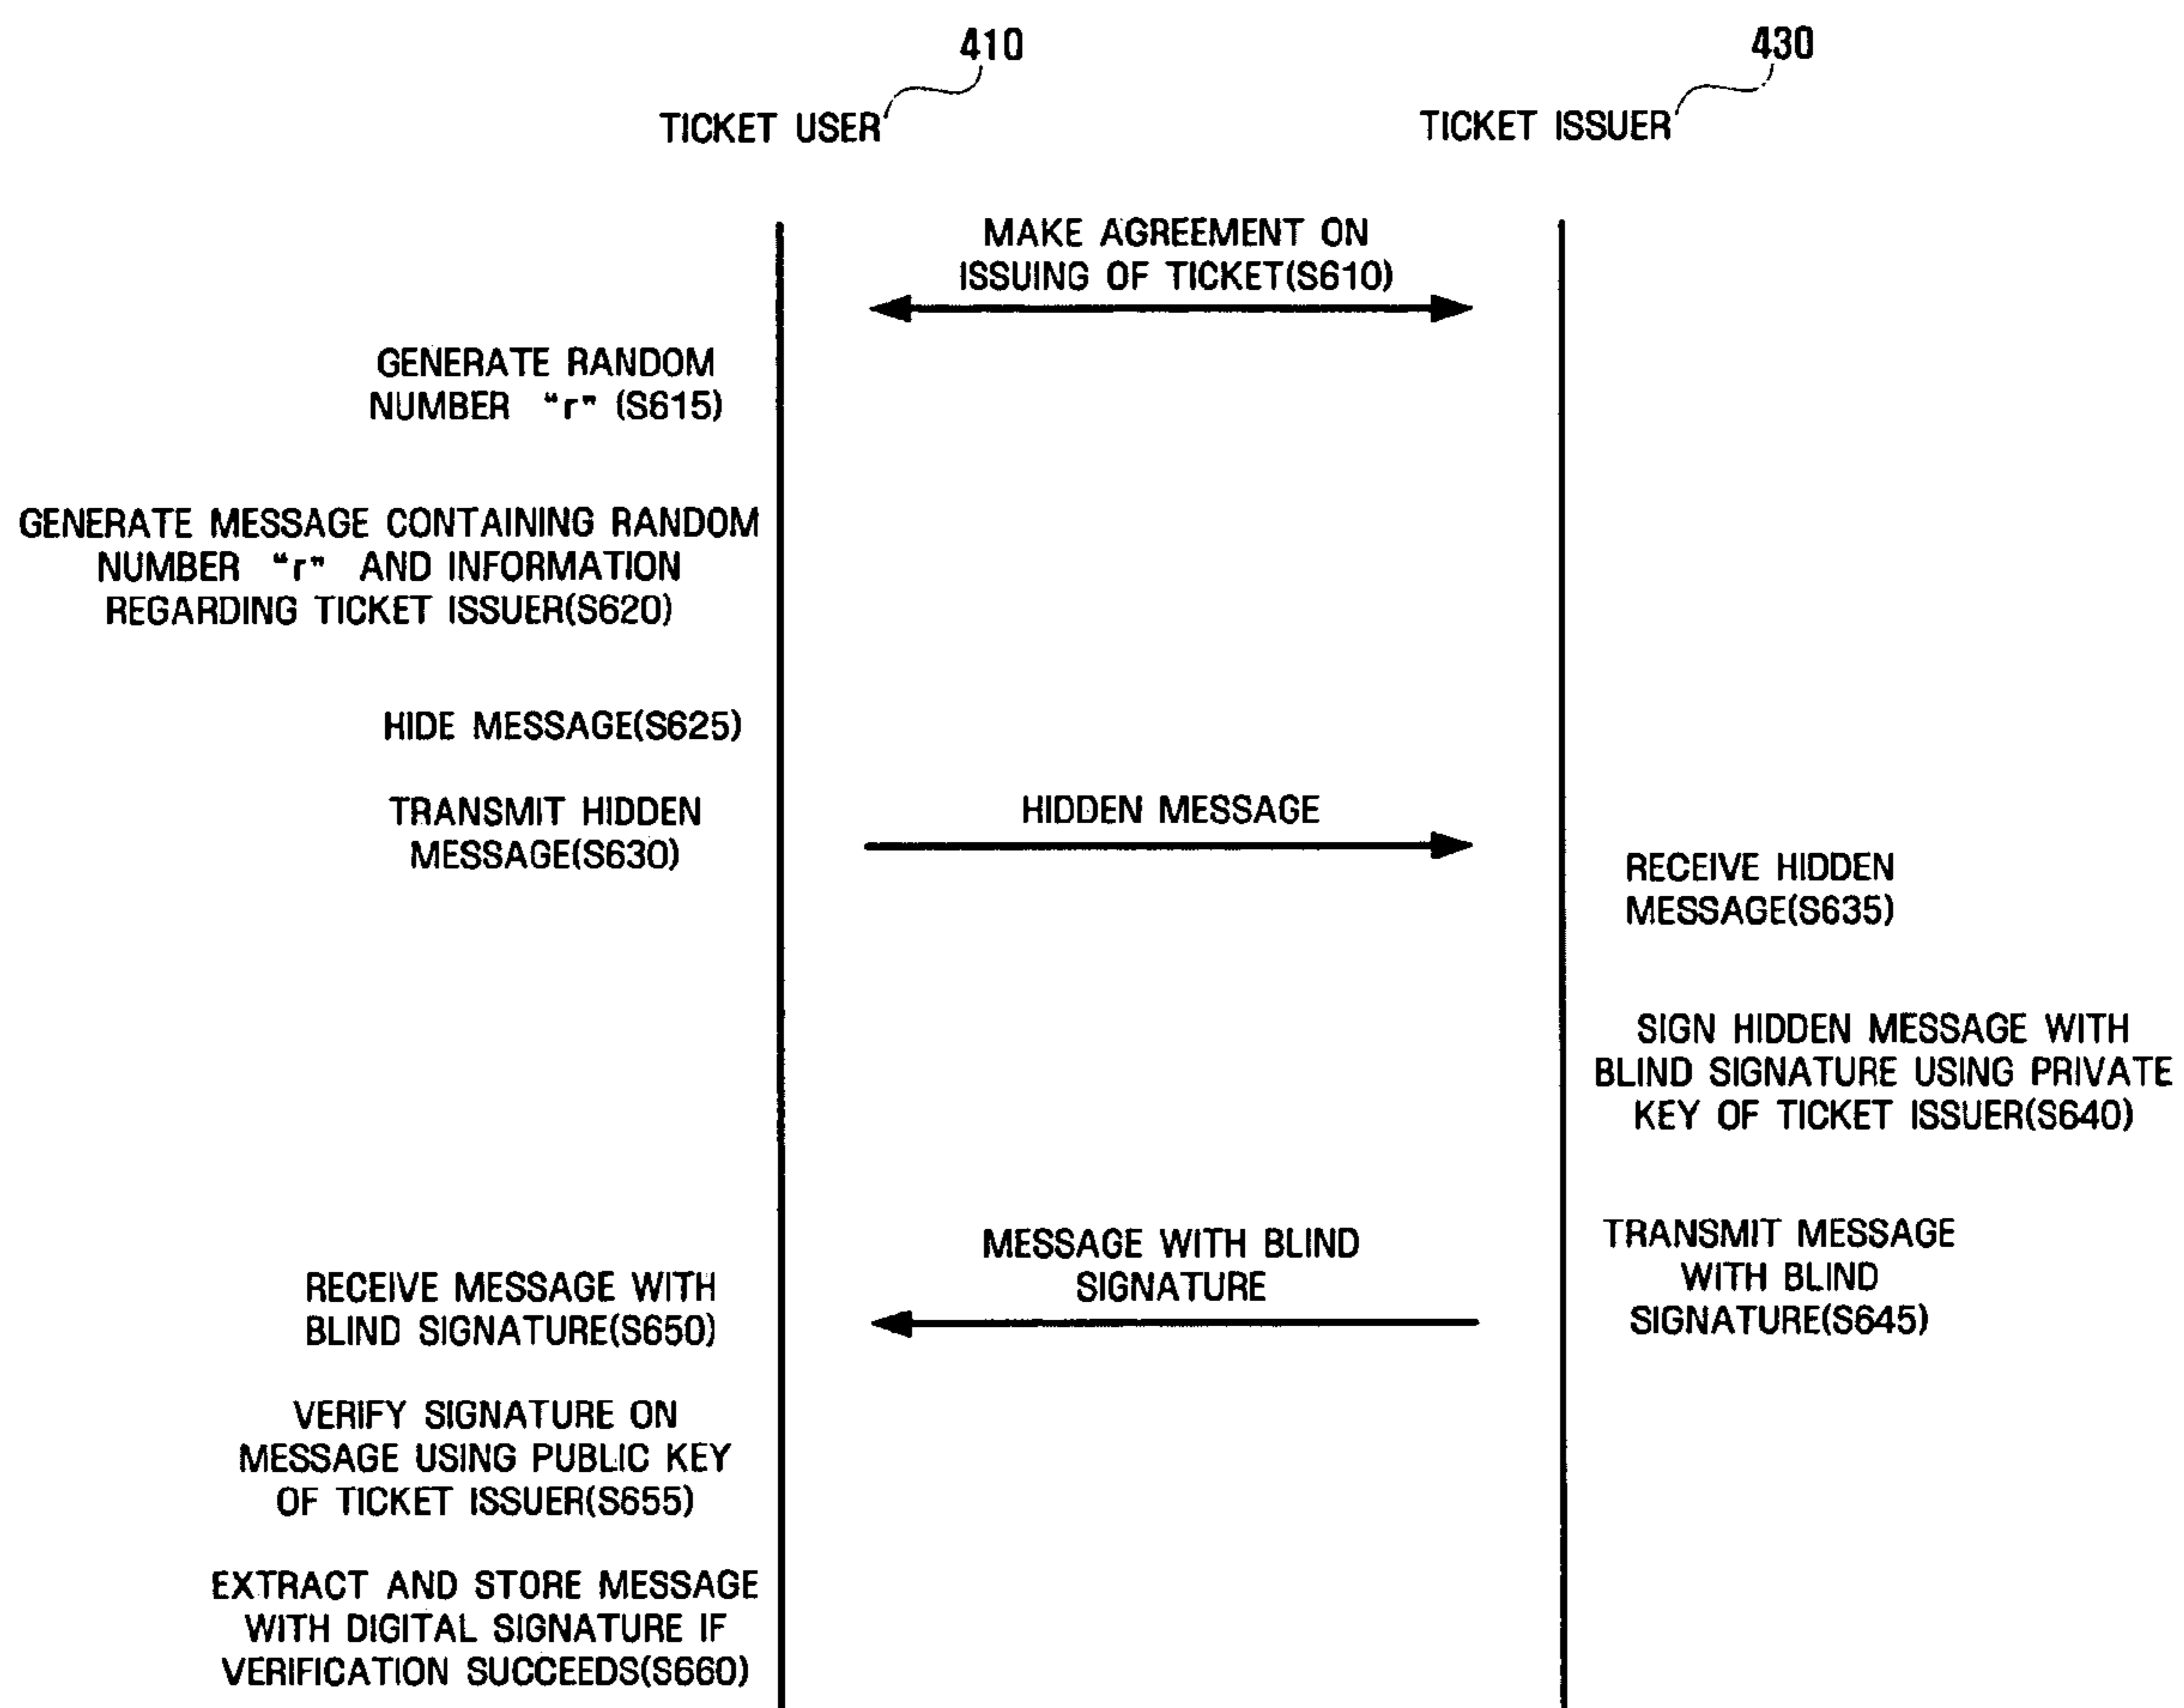 410
430
TICKET USER
TICKET ISSUER
MAKE AGREEMENT ON
ISSUING OF TICKET(S610)
GENERATE RANDOM
NUMBER "r" (S615)
GENERATE MESSAGE CONTAINING RANDOM
NUMBER "r" AND INFORMATION
REGARDING TICKET ISSUER(S620)
HIDE MESSAGE(S625)
TRANSMIT HIDDEN
MESSAGE(S630)
HIDDEN MESSAGE
RECEIVE HIDDEN
MESSAGE(S635)
SIGN HIDDEN MESSAGE WITH
BLIND SIGNATURE USING PRIVATE
KEY OF TICKET ISSUER(S640)
TRANSMIT MESSAGE
WITH BLIND
SIGNATURE(S645)
MESSAGE WITH BLIND
SIGNATURE
RECEIVE MESSAGE WITH
BLIND SIGNATURE(S650)
VERIFY SIGNATURE ON
MESSAGE USING PUBLIC KEY
OF TICKET ISSUER(S655)
EXTRACT AND STORE MESSAGE
WITH DIGITAL SIGNATURE IF
VERIFICATION SUCCEEDS(S660)